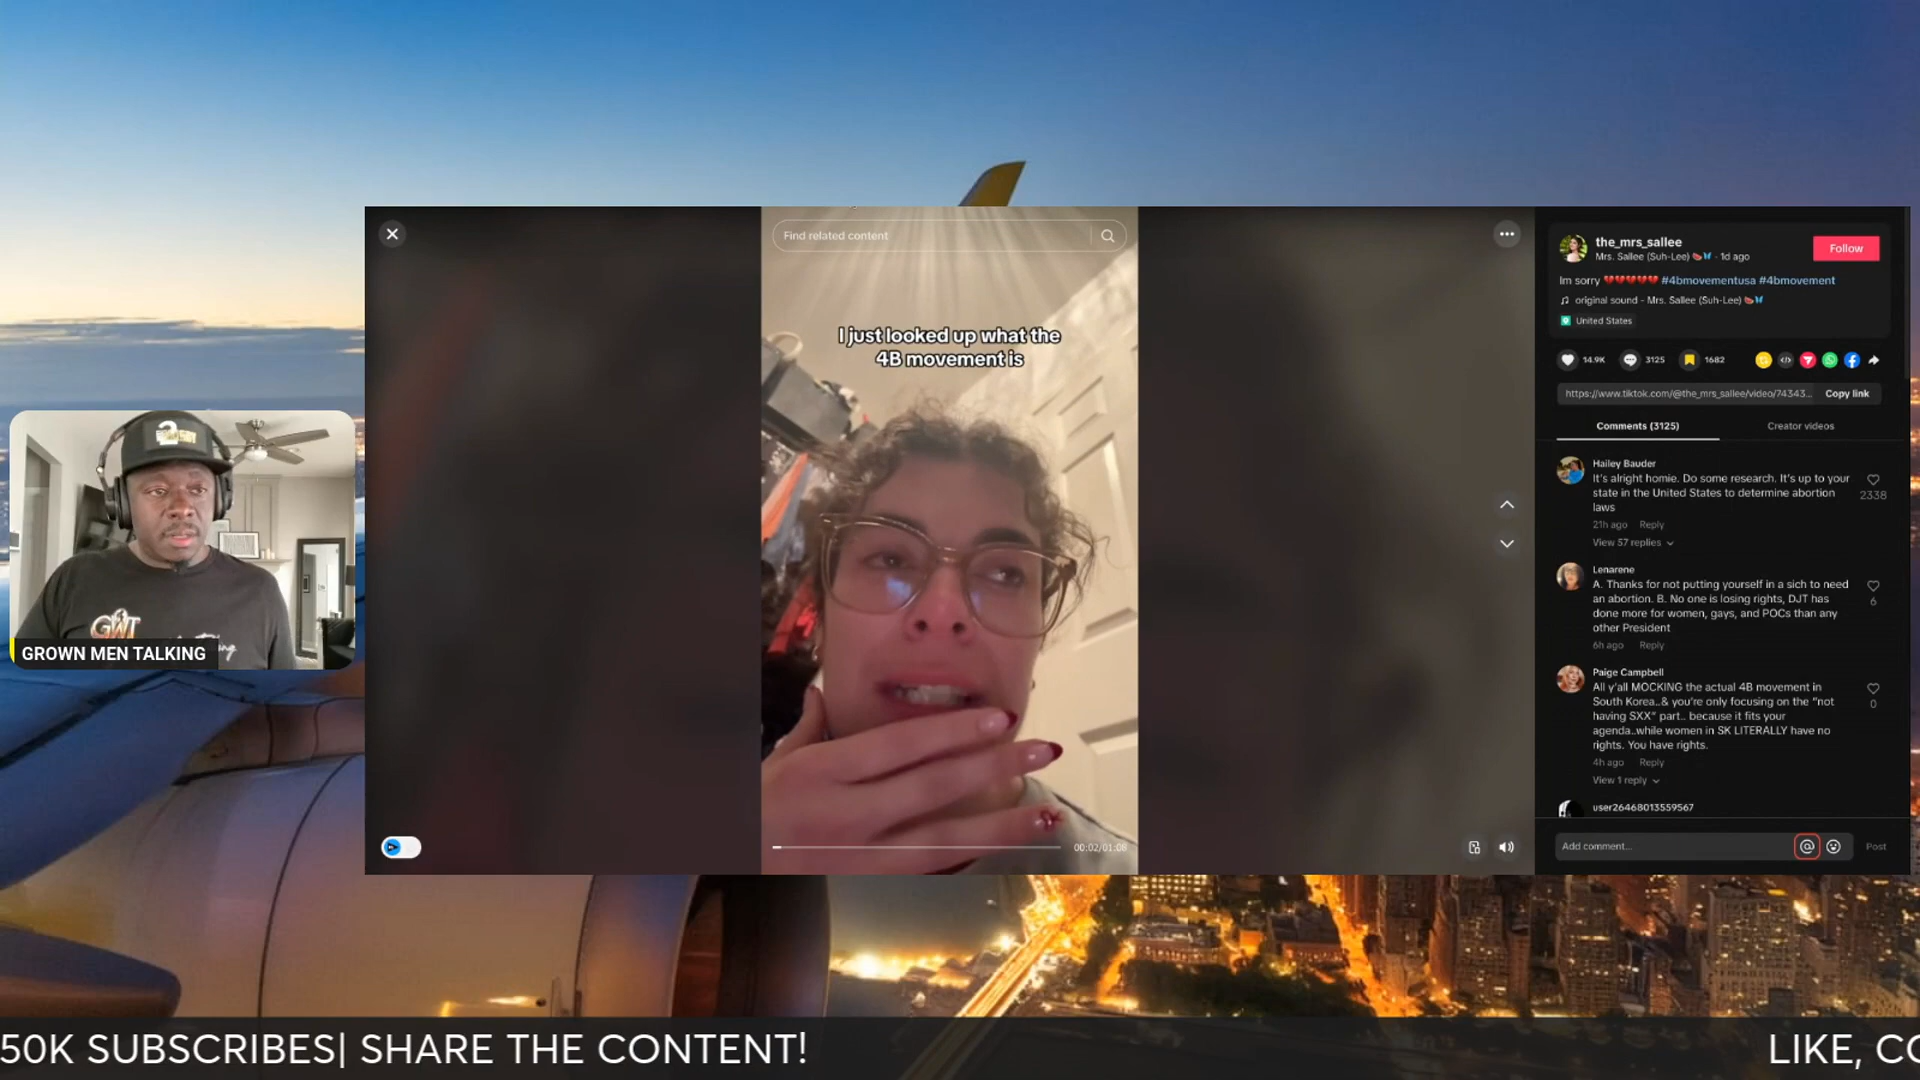 Find related content
I just looked up what the
4B movement is
00:02/01:08
the_mrs_sallee
Mrs. Sallee (Suh-Lee) 🍉🦋 · 1d ago
Follow
Im sorry 💔💔💔💔💔 #4bmovementusa #4bmovement
original sound - Mrs. Sallee (Suh-Lee) 🍉🦋
United States
14.9K
3125
1682
https://www.tiktok.com/@the_mrs_sallee/video/74343...
Copy link
Comments (3125)
Creator videos
Hailey Bauder
It's alright homie. Do some research. It's up to your
state in the United States to determine abortion
laws
2338
21h ago Reply
View 57 replies
Lenarene
A. Thanks for not putting yourself in a sich to need
an abortion. B. No one is losing rights, DJT has
done more for women, gays, and POCs than any
other President
6
6h ago Reply
Paige Campbell
All y'all MOCKING the actual 4B movement in
South Korea..& you're only focusing on the "not
having SXX" part.. because it fits your
agenda..while women in SK LITERALLY have no
rights. You have rights.
0
4h ago Reply
View 1 reply
user26468013559567
Add comment...
Post
GWT
GROWN MEN TALKING
50K SUBSCRIBES| SHARE THE CONTENT!
LIKE, CO